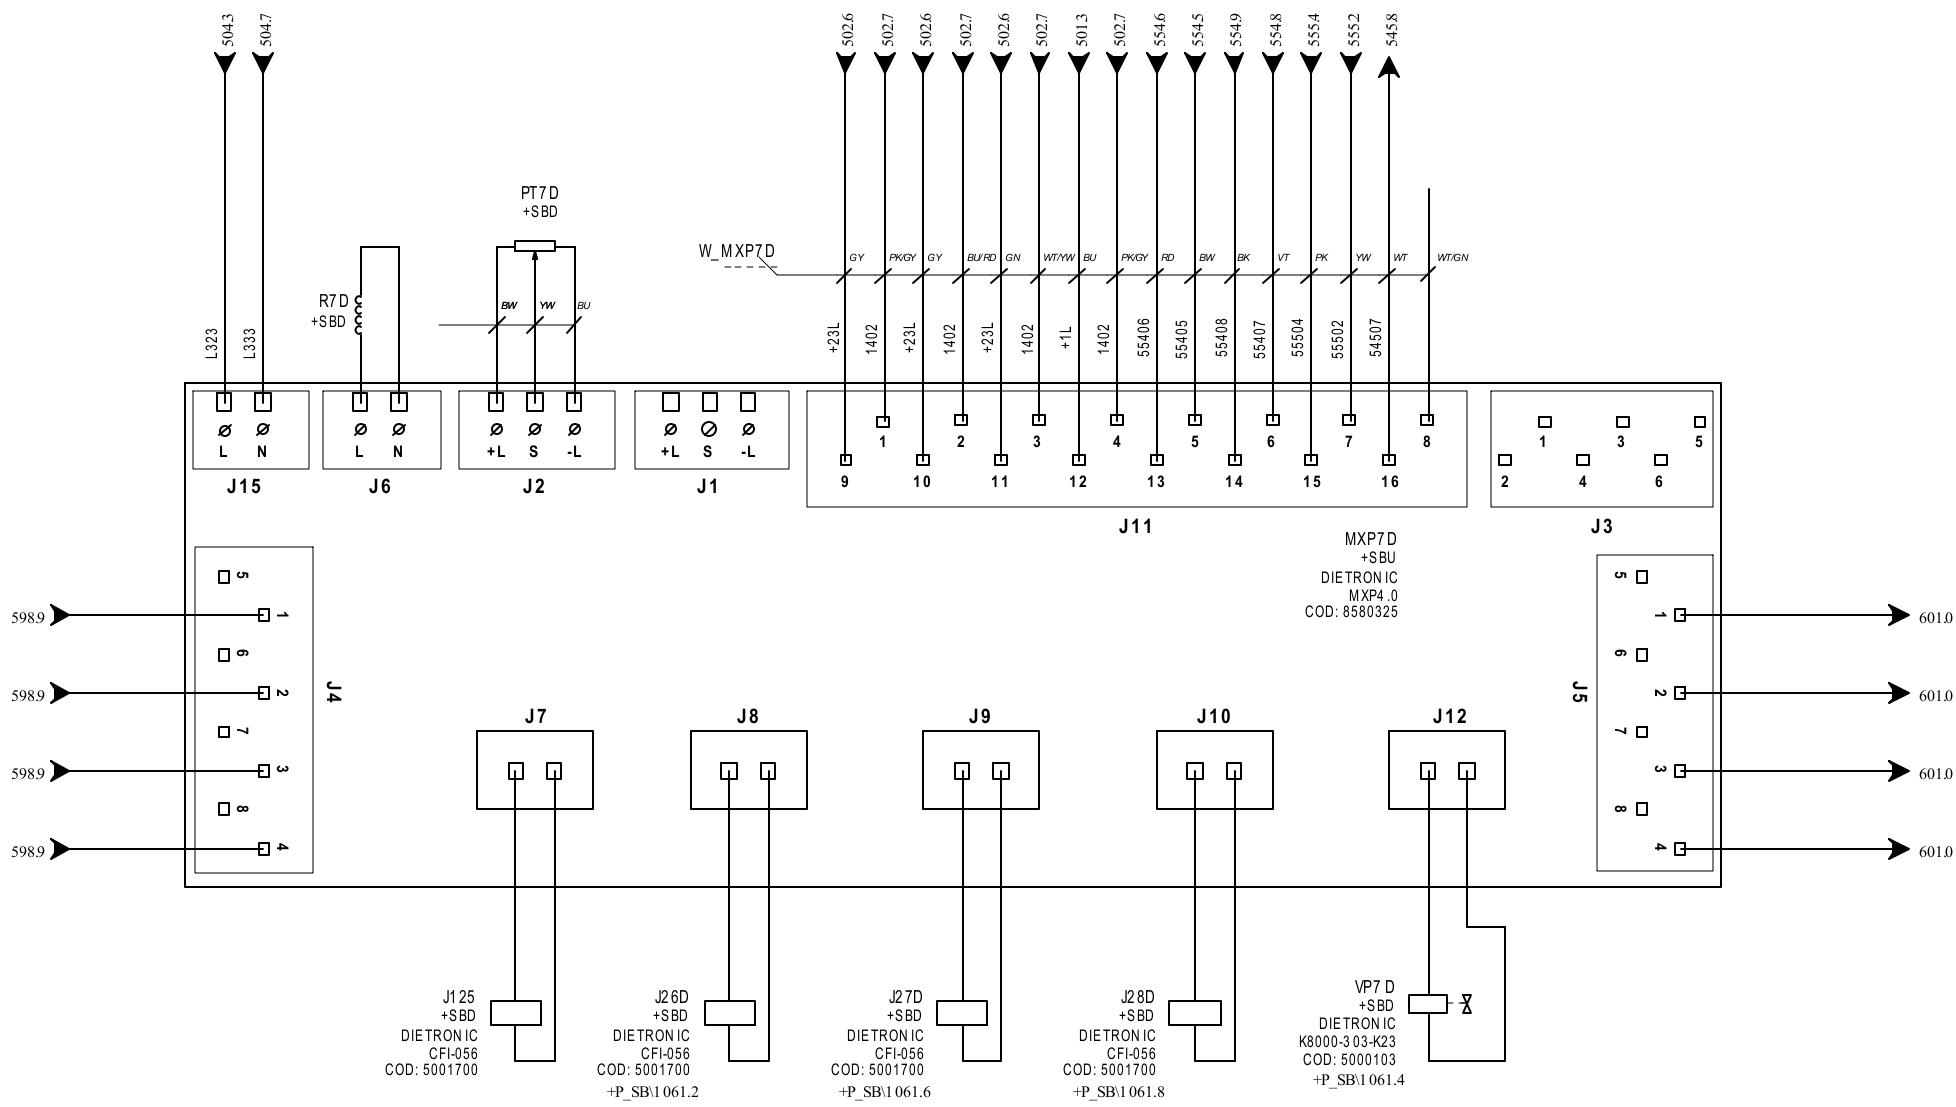 504.3 504.7 502.6 502.7 502.6 502.7 502.6 502.7 501.3 502.7 554.6 554.5 554.9 554.8 555.4 555.2 545.8
PT7D
+SBD
W_MXP7D
GY PK/GY GY BU/RD GN WT/YW BU PK/GY RD BW BK VT PK YW WT WT/GN
R7D
+SBD
BW YW BU
L323 L333 +23L 1402 +23L 1402 +23L 1402 +1L 1402 55406 55405 55408 55407 55504 55502 54507
1 2 3 4 5 6 7 8
1 3 5
L N L N +L S -L +L S -L
9 10 11 12 13 14 15 16
2 4 6
J15 J6 J2 J1
J11 J3
MXP7D
+SBU
DIETRONIC
MXP4.0
COD: 8580325
5 5
598.9 1 1 601.0
6 6
598.9 2 J4 J5 2 601.0
7 7
J7 J8 J9 J10 J12
598.9 3 3 601.0
8 8
598.9 4 4 601.0
J125
+SBD
DIETRONIC
CFI-056
COD: 5001700
J26D
+SBD
DIETRONIC
CFI-056
COD: 5001700
+P_SB\1061.2
J27D
+SBD
DIETRONIC
CFI-056
COD: 5001700
+P_SB\1061.6
J28D
+SBD
DIETRONIC
CFI-056
COD: 5001700
+P_SB\1061.8
VP7D
+SBD
DIETRONIC
K8000-303-K23
COD: 5000103
+P_SB\1061.4